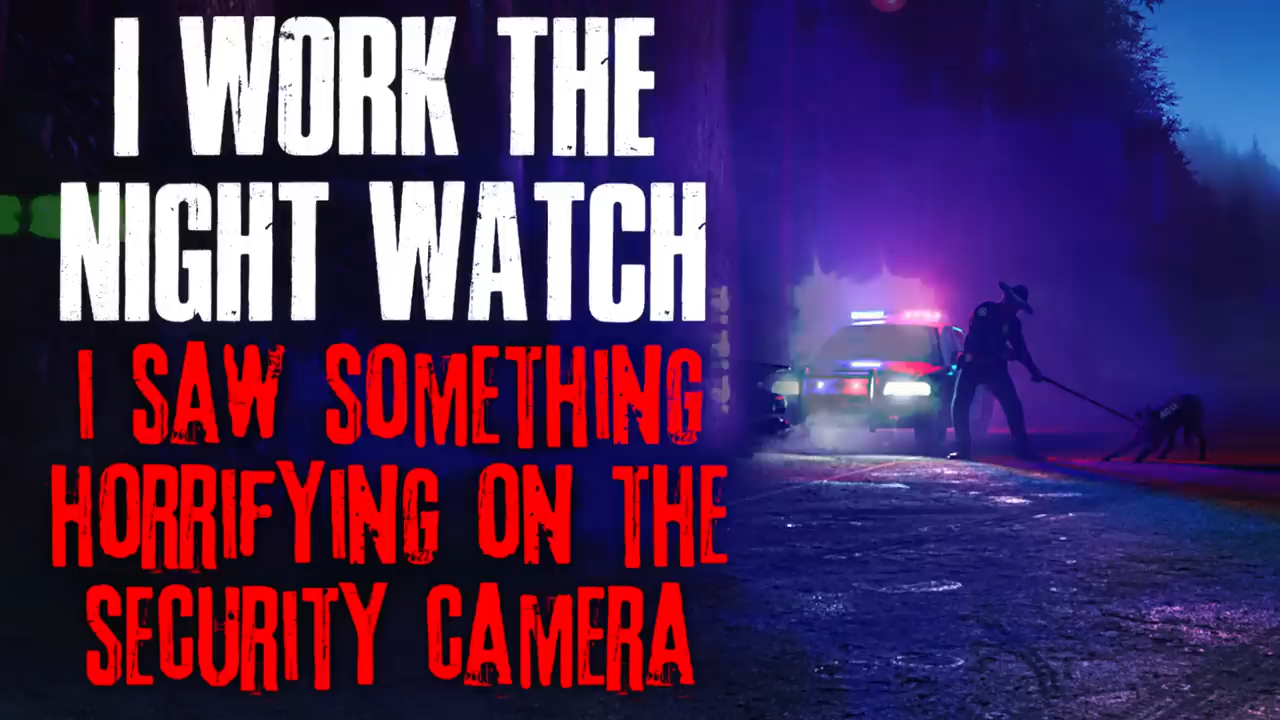 I WORK THE
NIGHT WATCH
I SAW SOMETHING
HORRIFYING ON THE
SECURITY CAMERA